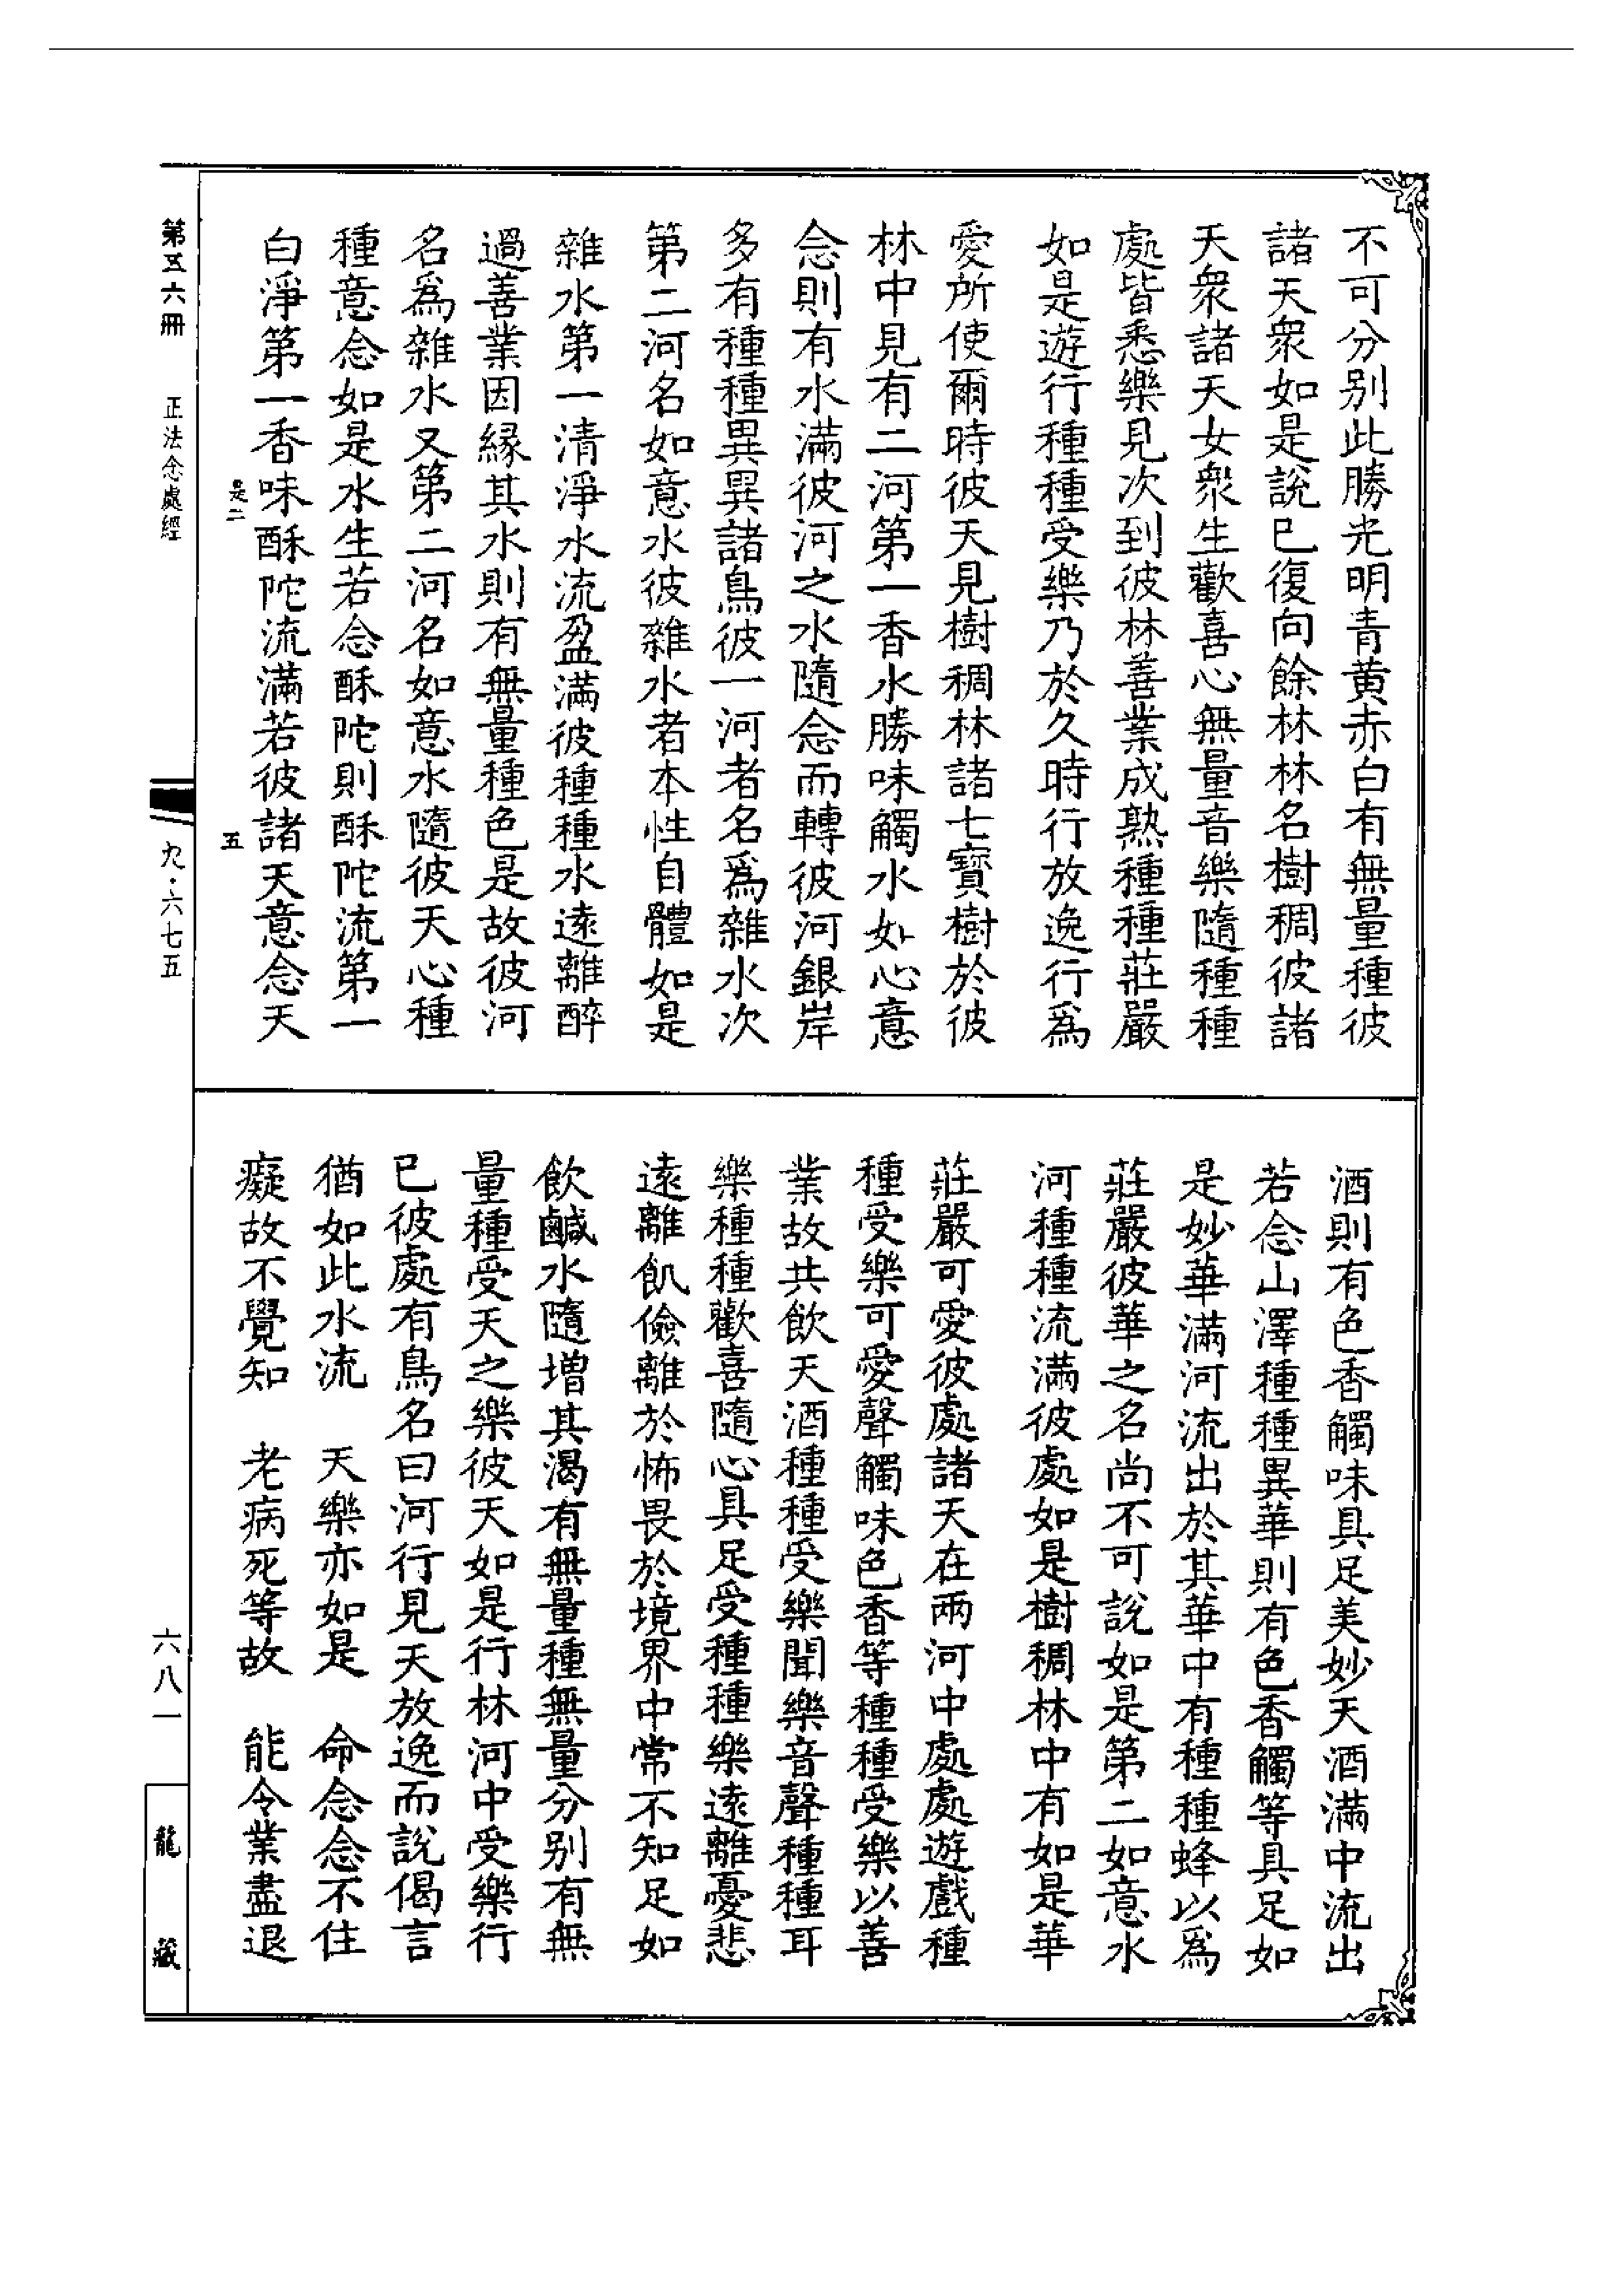 不可分别此勝光明青黄赤白有無量種彼
諸天衆如是說已復向餘林林名樹稠彼諸
天衆諸天女衆生歡喜心無量音樂隨種種
處皆悉樂見次到彼林善業成熟種種莊嚴
如是遊行種種受樂乃於久時行放逸行爲
愛所使爾時彼天見樹稠林諸七寶樹於彼
林中見有二河第一香水勝味觸水如心意
念則有水滿彼河之水隨念而轉彼河銀岸
多有種種異異諸鳥彼一河者名爲雜水次
第二河名如意水彼雜水者本性自體如是
雜水第一清淨水流盈滿彼種種水遠離醉
過善業因緣其水則有無量種色是故彼河
名爲雜水又第二河名如意水隨彼天心種
種意念如是水生若念酥陀則酥陀流第一
白淨第一香味酥陀流滿若彼諸天意念天
是二
五
酒則有色香觸味具足美妙天酒滿中流出
若念山澤種種異華則有色香觸等具足如
是妙華滿河流出於其華中有種種蜂以爲
莊嚴彼華之名尚不可說如是第二如意水
河種種流滿彼處如是樹稠林中有如是華
莊嚴可愛彼處諸天在兩河中處處遊戲種
種受樂可愛聲觸味色香等種種受樂以善
業故共飲天酒種種受樂聞樂音聲種種耳
樂種種歡喜隨心具足受種種樂遠離憂悲
遠離飢儉離於怖畏於境界中常不知足如
飲鹹水隨增其渴有無量種無量分别有無
量種受天之樂彼天如是行林河中受樂行
已彼處有鳥名曰河行見天放逸而說偈言
猶如此水流　天樂亦如是　命念念不住
癡故不覺知　老病死等故　能令業盡退
第五六冊　正法念處經
九·六七五
六八一
龍藏